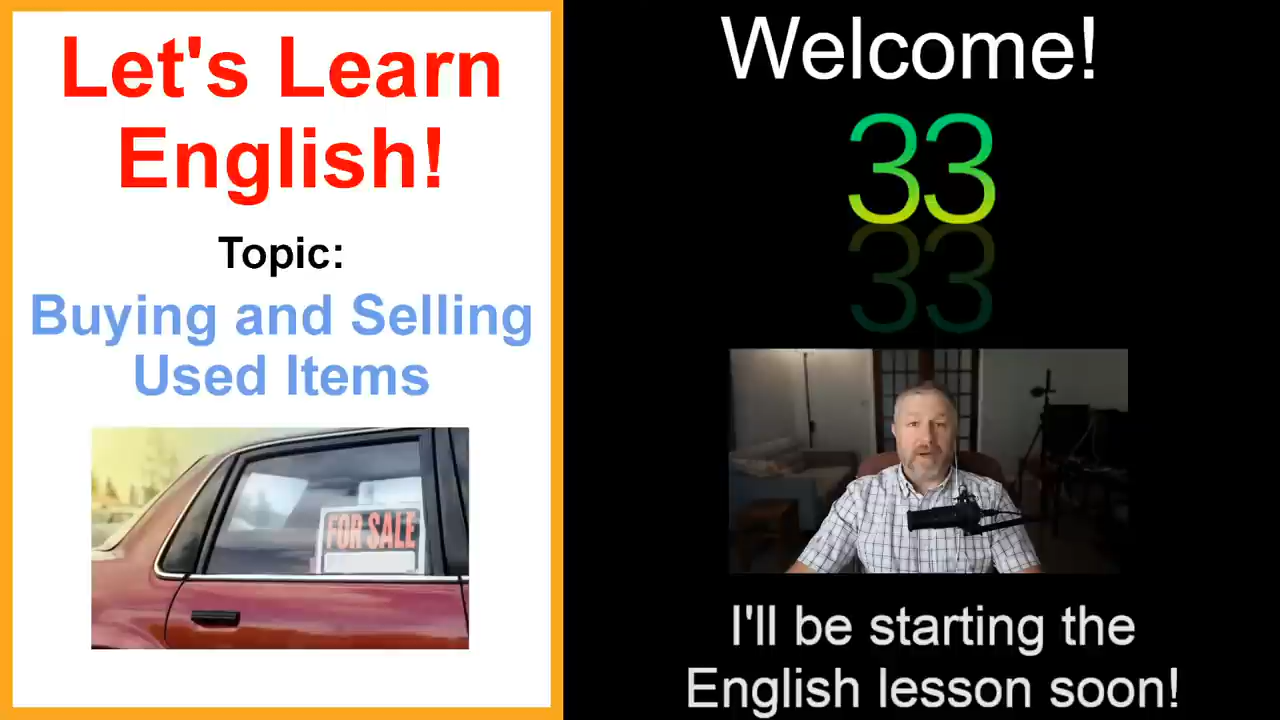 Let's Learn
English!
Topic:
Buying and Selling
Used Items
FOR SALE
Welcome!
33
I'll be starting the
English lesson soon!